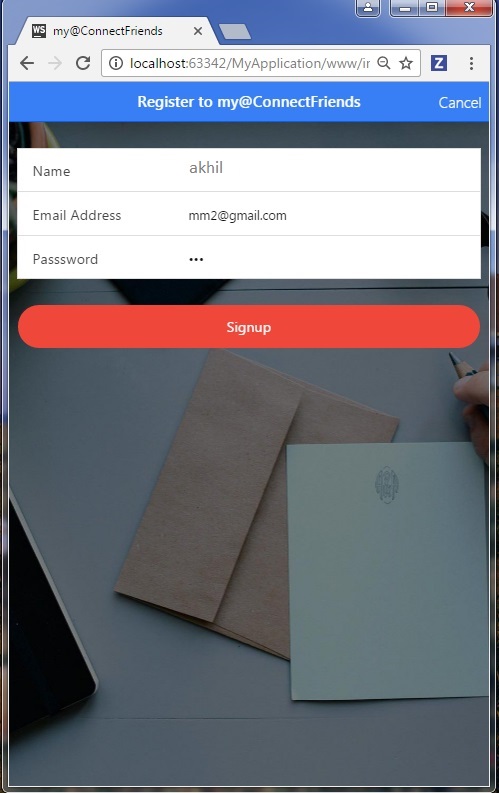 WS my@ConnectFriends
localhost:63342/MyApplication/www/in
Z
Register to my@ConnectFriends Cancel
Name akhil
Email Address mm2@gmail.com
Passsword •••
Signup